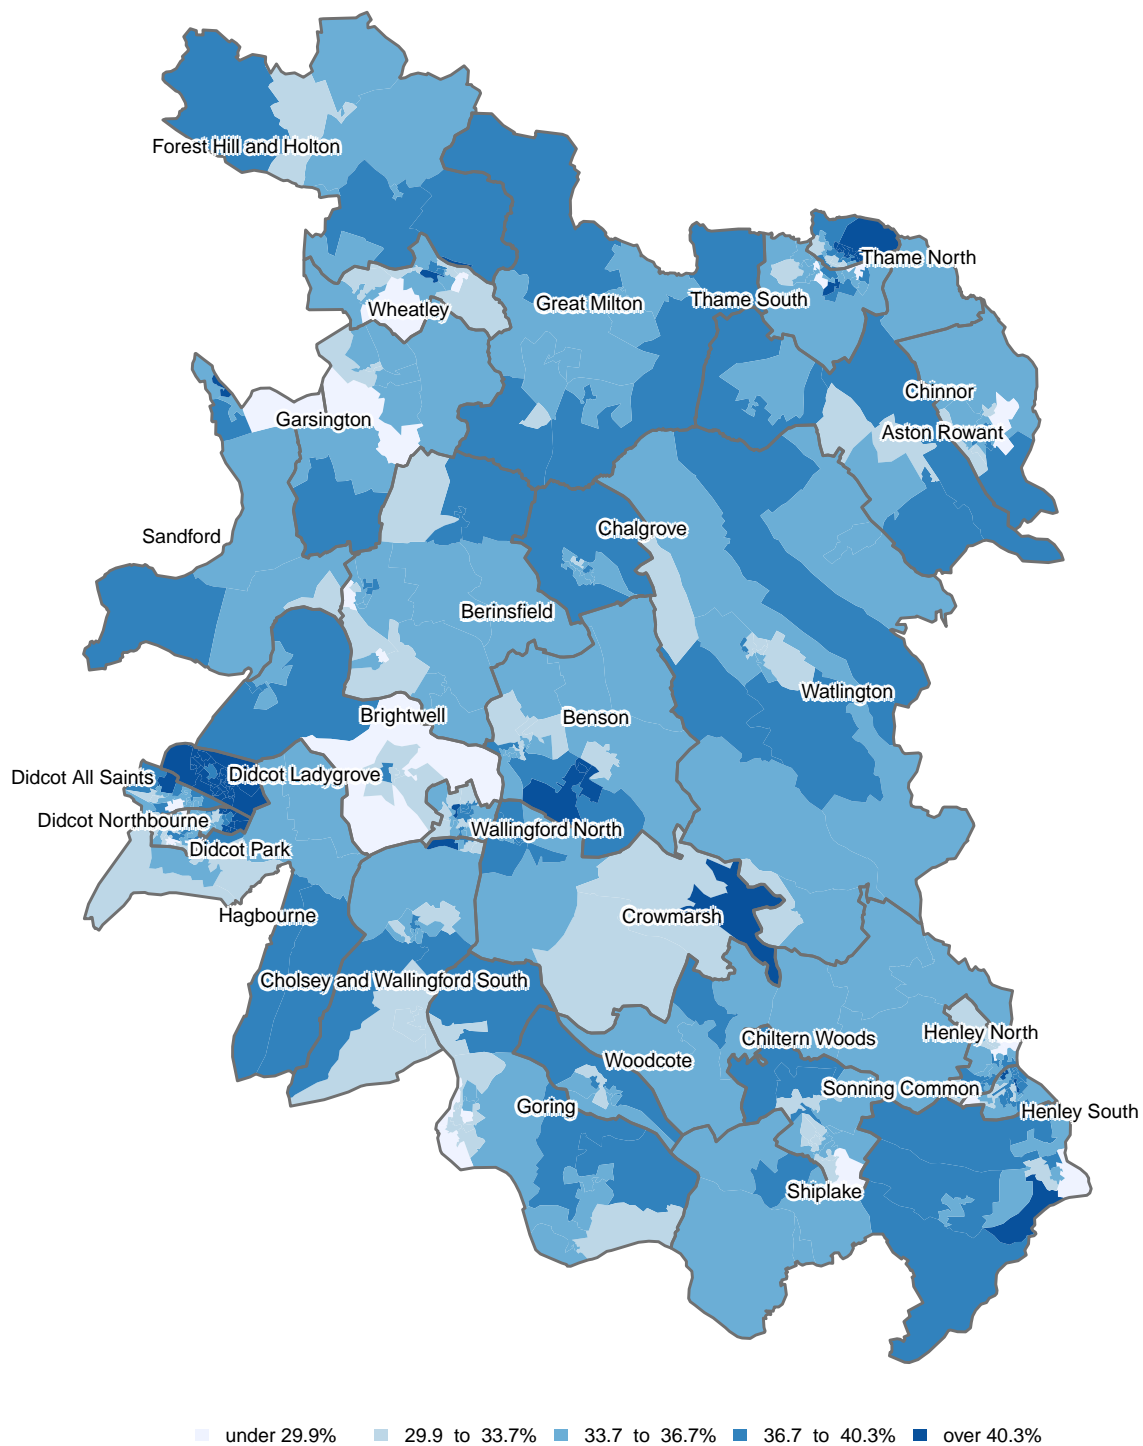 Forest Hill and Holton
Thame North
Wheatley
Great Milton
Thame South
Chinnor
Garsington
Aston Rowant
Sandford
Chalgrove
Berinsfield
Watlington
Brightwell
Benson
Didcot All Saints
Didcot Ladygrove
Didcot Northbourne
Wallingford North
Didcot Park
Hagbourne
Crowmarsh
Cholsey and Wallingford South
Chiltern Woods
Henley North
Woodcote
Sonning Common
Goring
Henley South
Shiplake
under 29.9% 29.9 to 33.7% 33.7 to 36.7% 36.7 to 40.3% over 40.3%